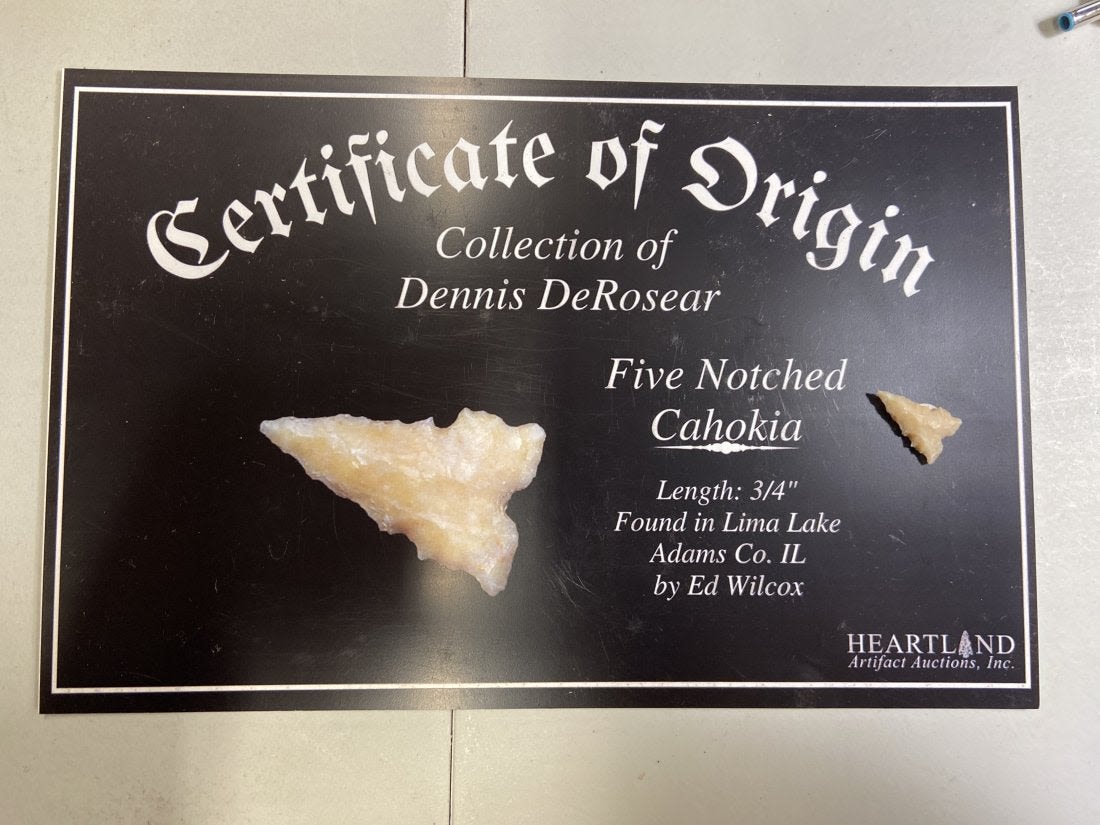 Certificate of Origin
Collection of
Dennis DeRosear
Five Notched
Cahokia
Length: 3/4"
Found in Lima Lake
Adams Co. IL
by Ed Wilcox
HEARTLAND
Artifact Auctions, Inc.